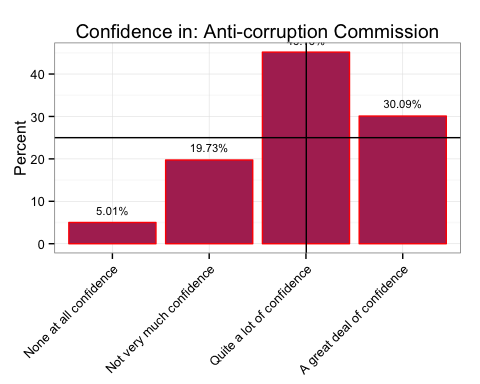 Confidence in: Anti-corruption Commission
Percent
40
30
20
10
0
5.01%
19.73%
30.09%
None at all confidence
Not very much confidence
Quite a lot of confidence
A great deal of confidence